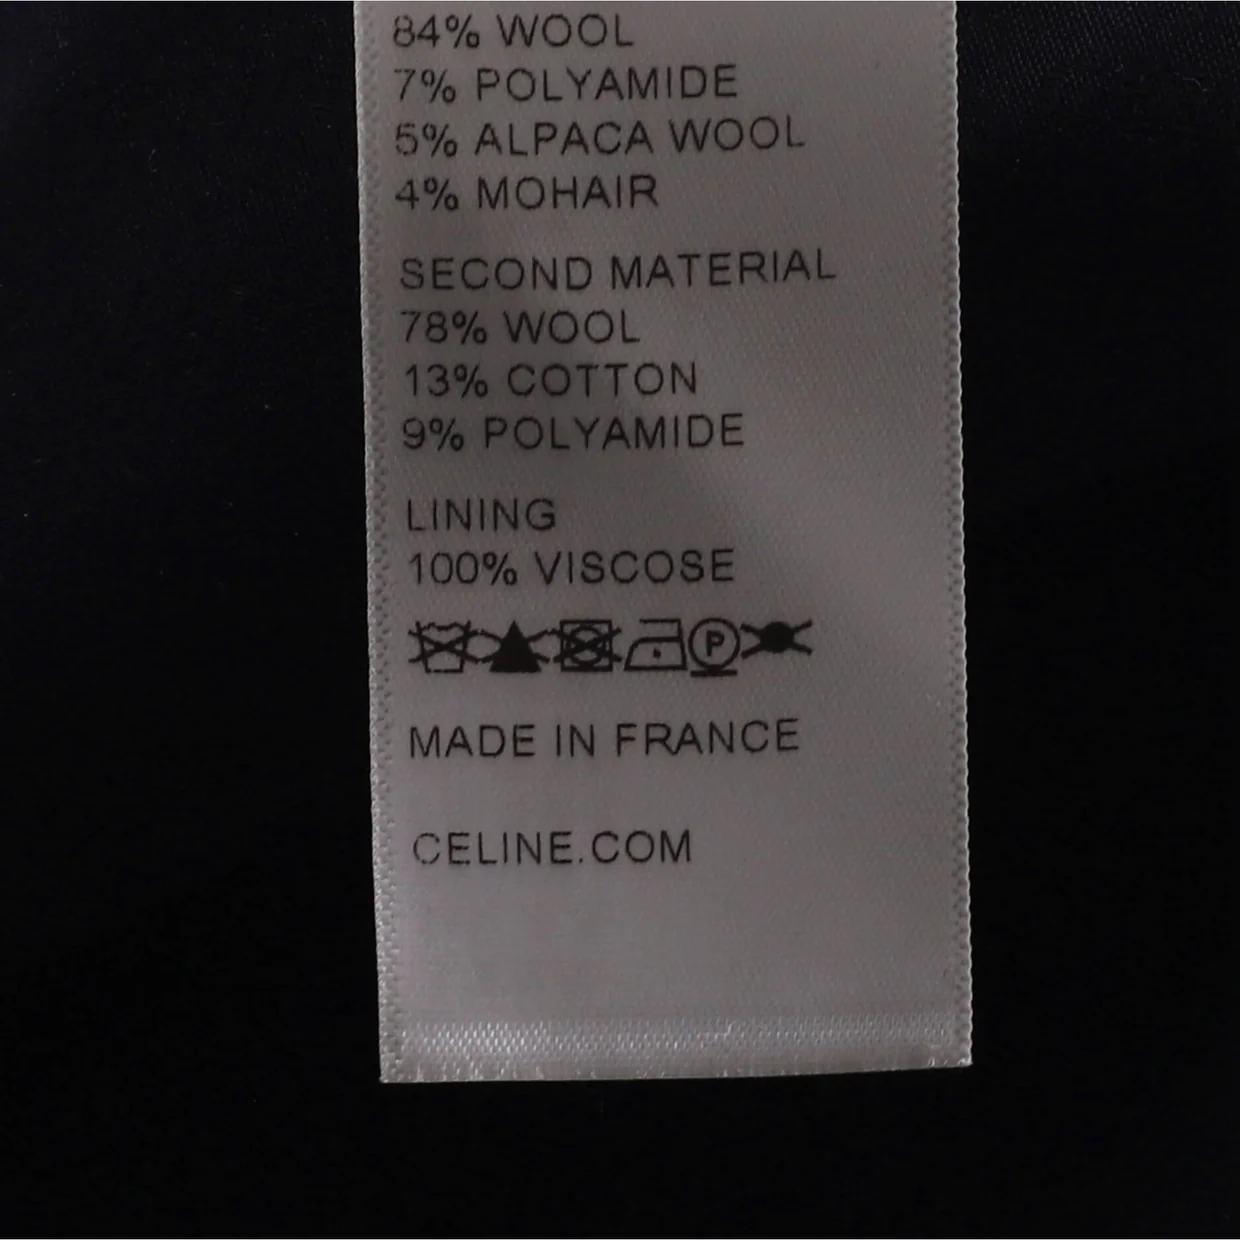 84% WOOL
7% POLYAMIDE
5% ALPACA WOOL
4% MOHAIR
SECOND MATERIAL
78% WOOL
13% COTTON
9% POLYAMIDE
LINING
100% VISCOSE
P
MADE IN FRANCE
CELINE.COM